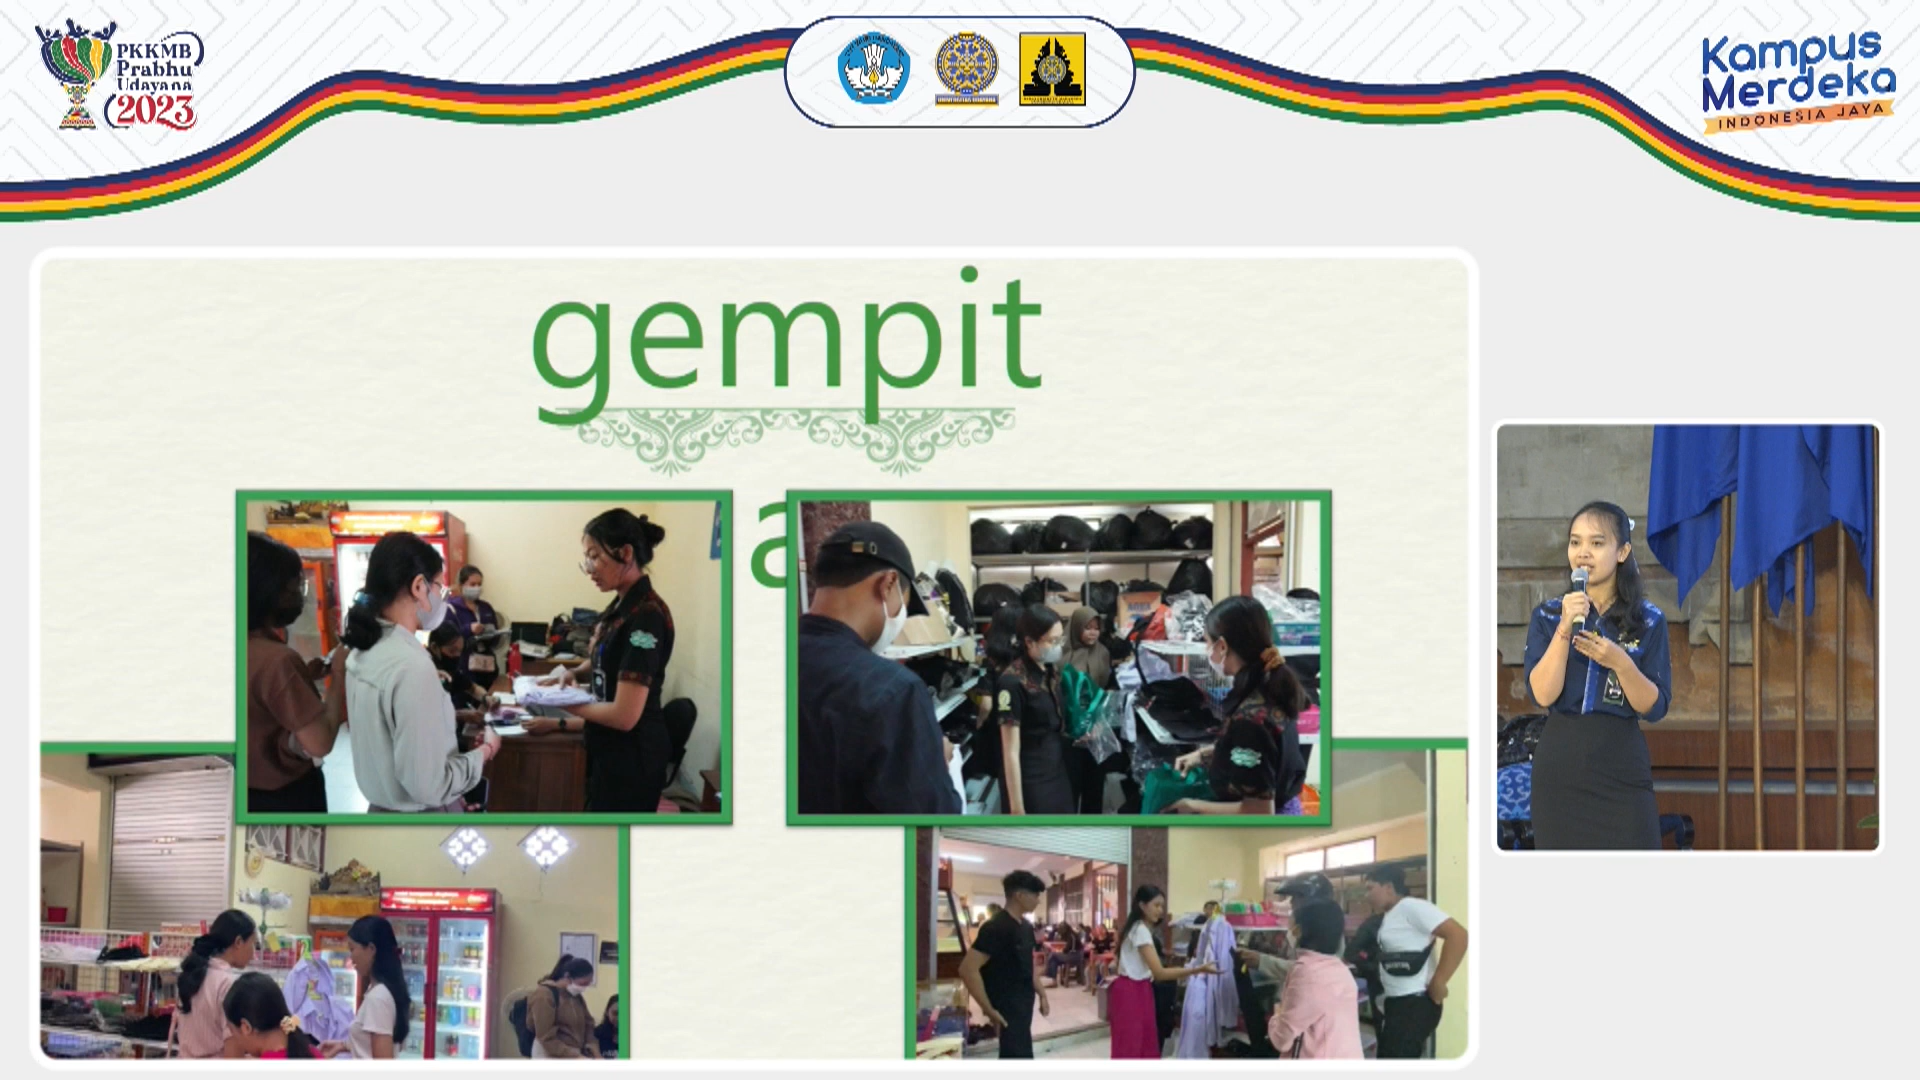 PKKMB
Prabhu
Udayana
2023
Kampus
Merdeka
INDONESIA JAYA
gempit
a